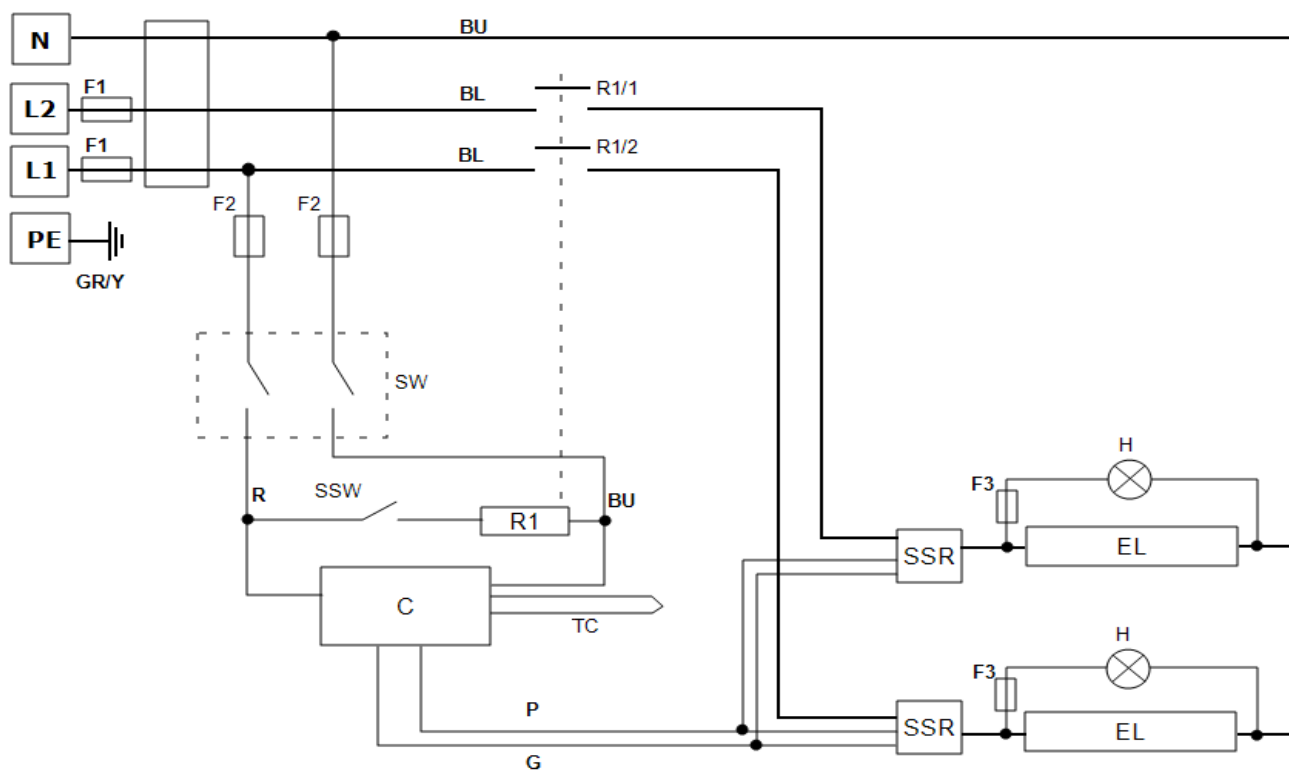 N
BU
F1
L2
BL
R1/1
F1
L1
BL
R1/2
F2
F2
PE
GR/Y
SW
H
R
SSW
BU
F3
R1
EL
SSR
C
TC
H
F3
P
SSR
EL
G